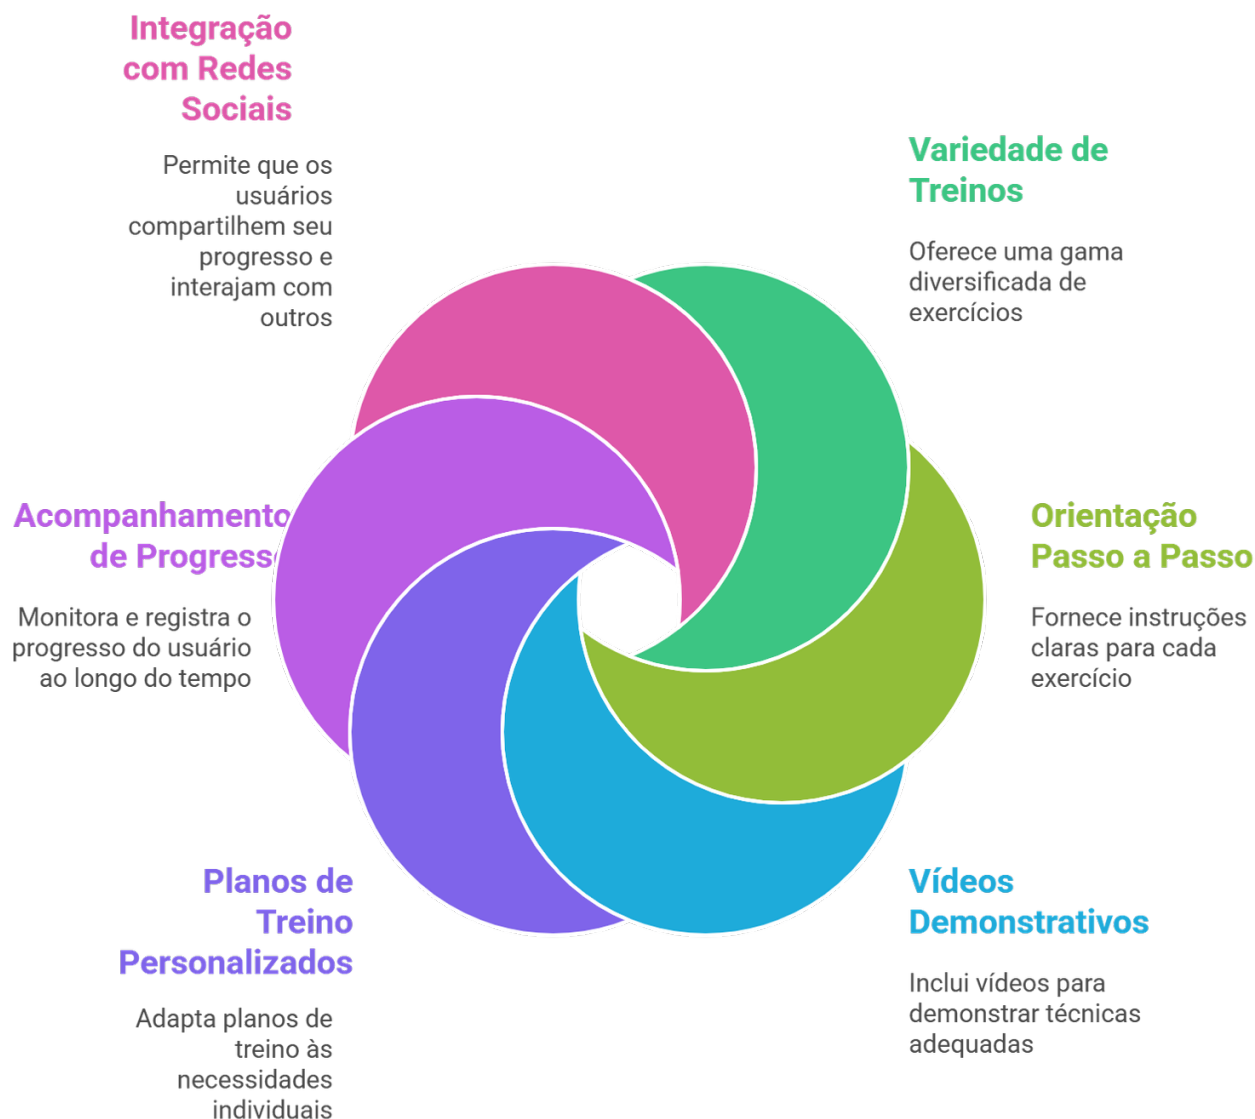 Integração
com Redes
Sociais
Permite que os
usuários
compartilhem seu
progresso e
interajam com
outros
Variedade de
Treinos
Oferece uma gama
diversificada de
exercícios
Acompanhamento
de Progresso
Monitora e registra o
progresso do usuário
ao longo do tempo
Orientação
Passo a Passo
Fornece instruções
claras para cada
exercício
Planos de
Treino
Personalizados
Adapta planos de
treino às
necessidades
individuais
Vídeos
Demonstrativos
Inclui vídeos para
demonstrar técnicas
adequadas